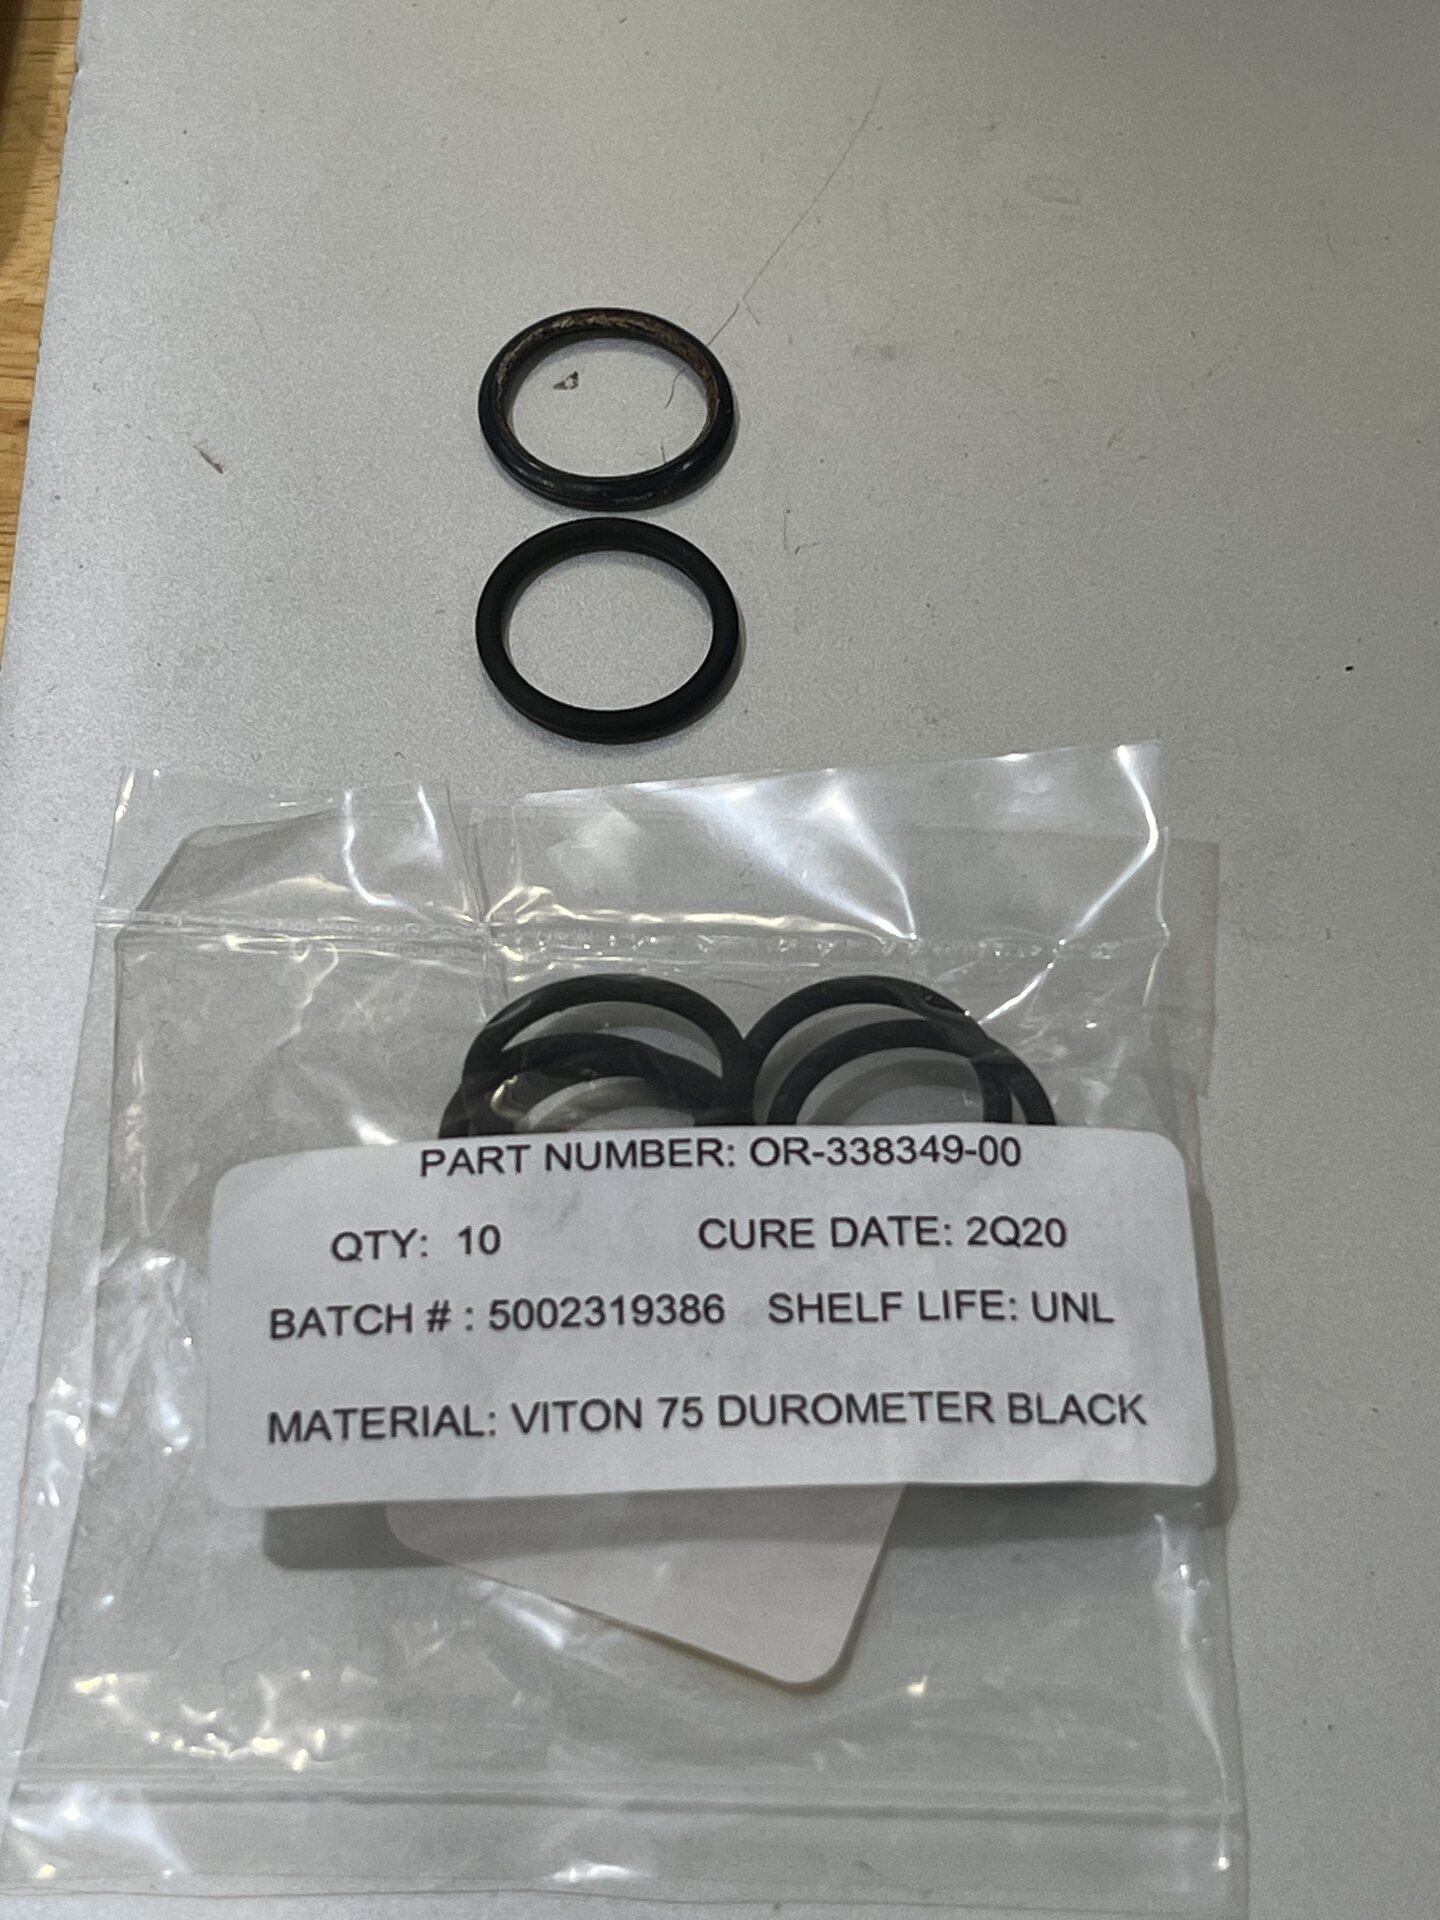 PART NUMBER: OR-338349-00
QTY: 10 CURE DATE: 2Q20
BATCH # : 5002319386 SHELF LIFE: UNL
MATERIAL: VITON 75 DUROMETER BLACK